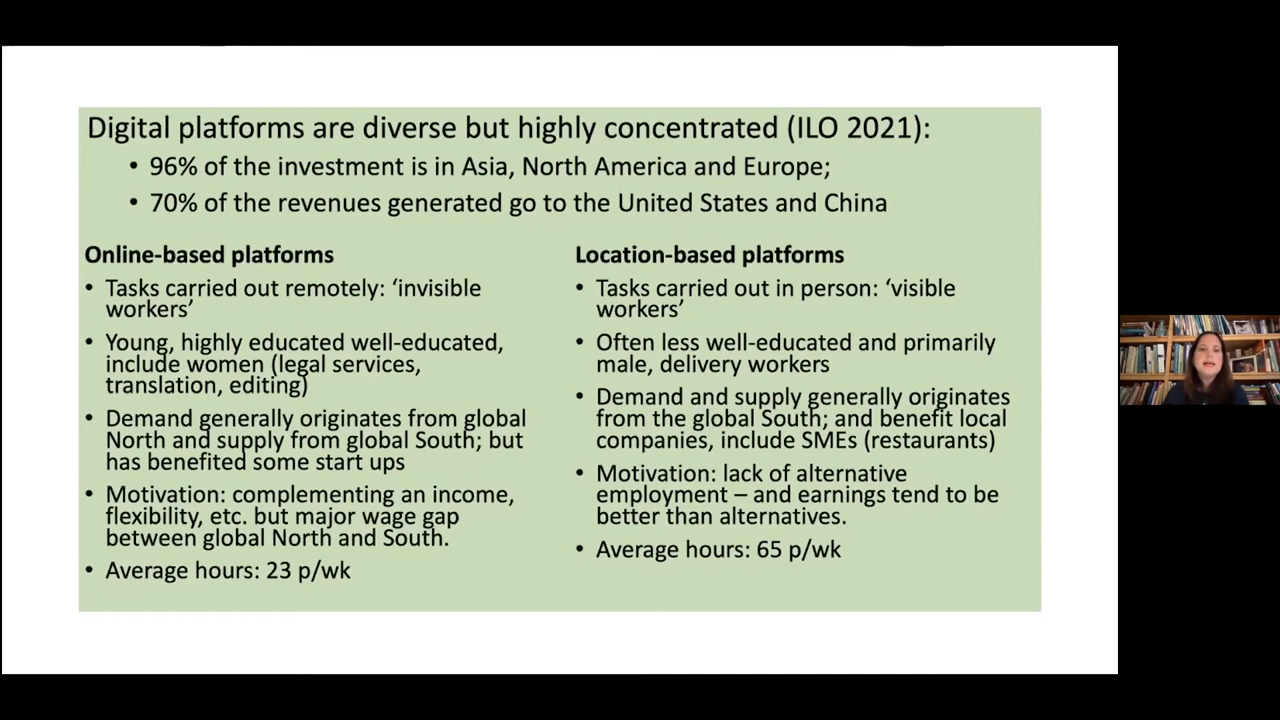 Digital platforms are diverse but highly concentrated (ILO 2021):
• 96% of the investment is in Asia, North America and Europe;
• 70% of the revenues generated go to the United States and China
Online-based platforms
• Tasks carried out remotely: ‘invisible
workers’
• Young, highly educated well-educated,
include women (legal services,
translation, editing)
• Demand generally originates from global
North and supply from global South; but
has benefited some start ups
• Motivation: complementing an income,
flexibility, etc. but major wage gap
between global North and South.
• Average hours: 23 p/wk
Location-based platforms
• Tasks carried out in person: ‘visible
workers’
• Often less well-educated and primarily
male, delivery workers
• Demand and supply generally originates
from the global South; and benefit local
companies, include SMEs (restaurants)
• Motivation: lack of alternative
employment – and earnings tend to be
better than alternatives.
• Average hours: 65 p/wk